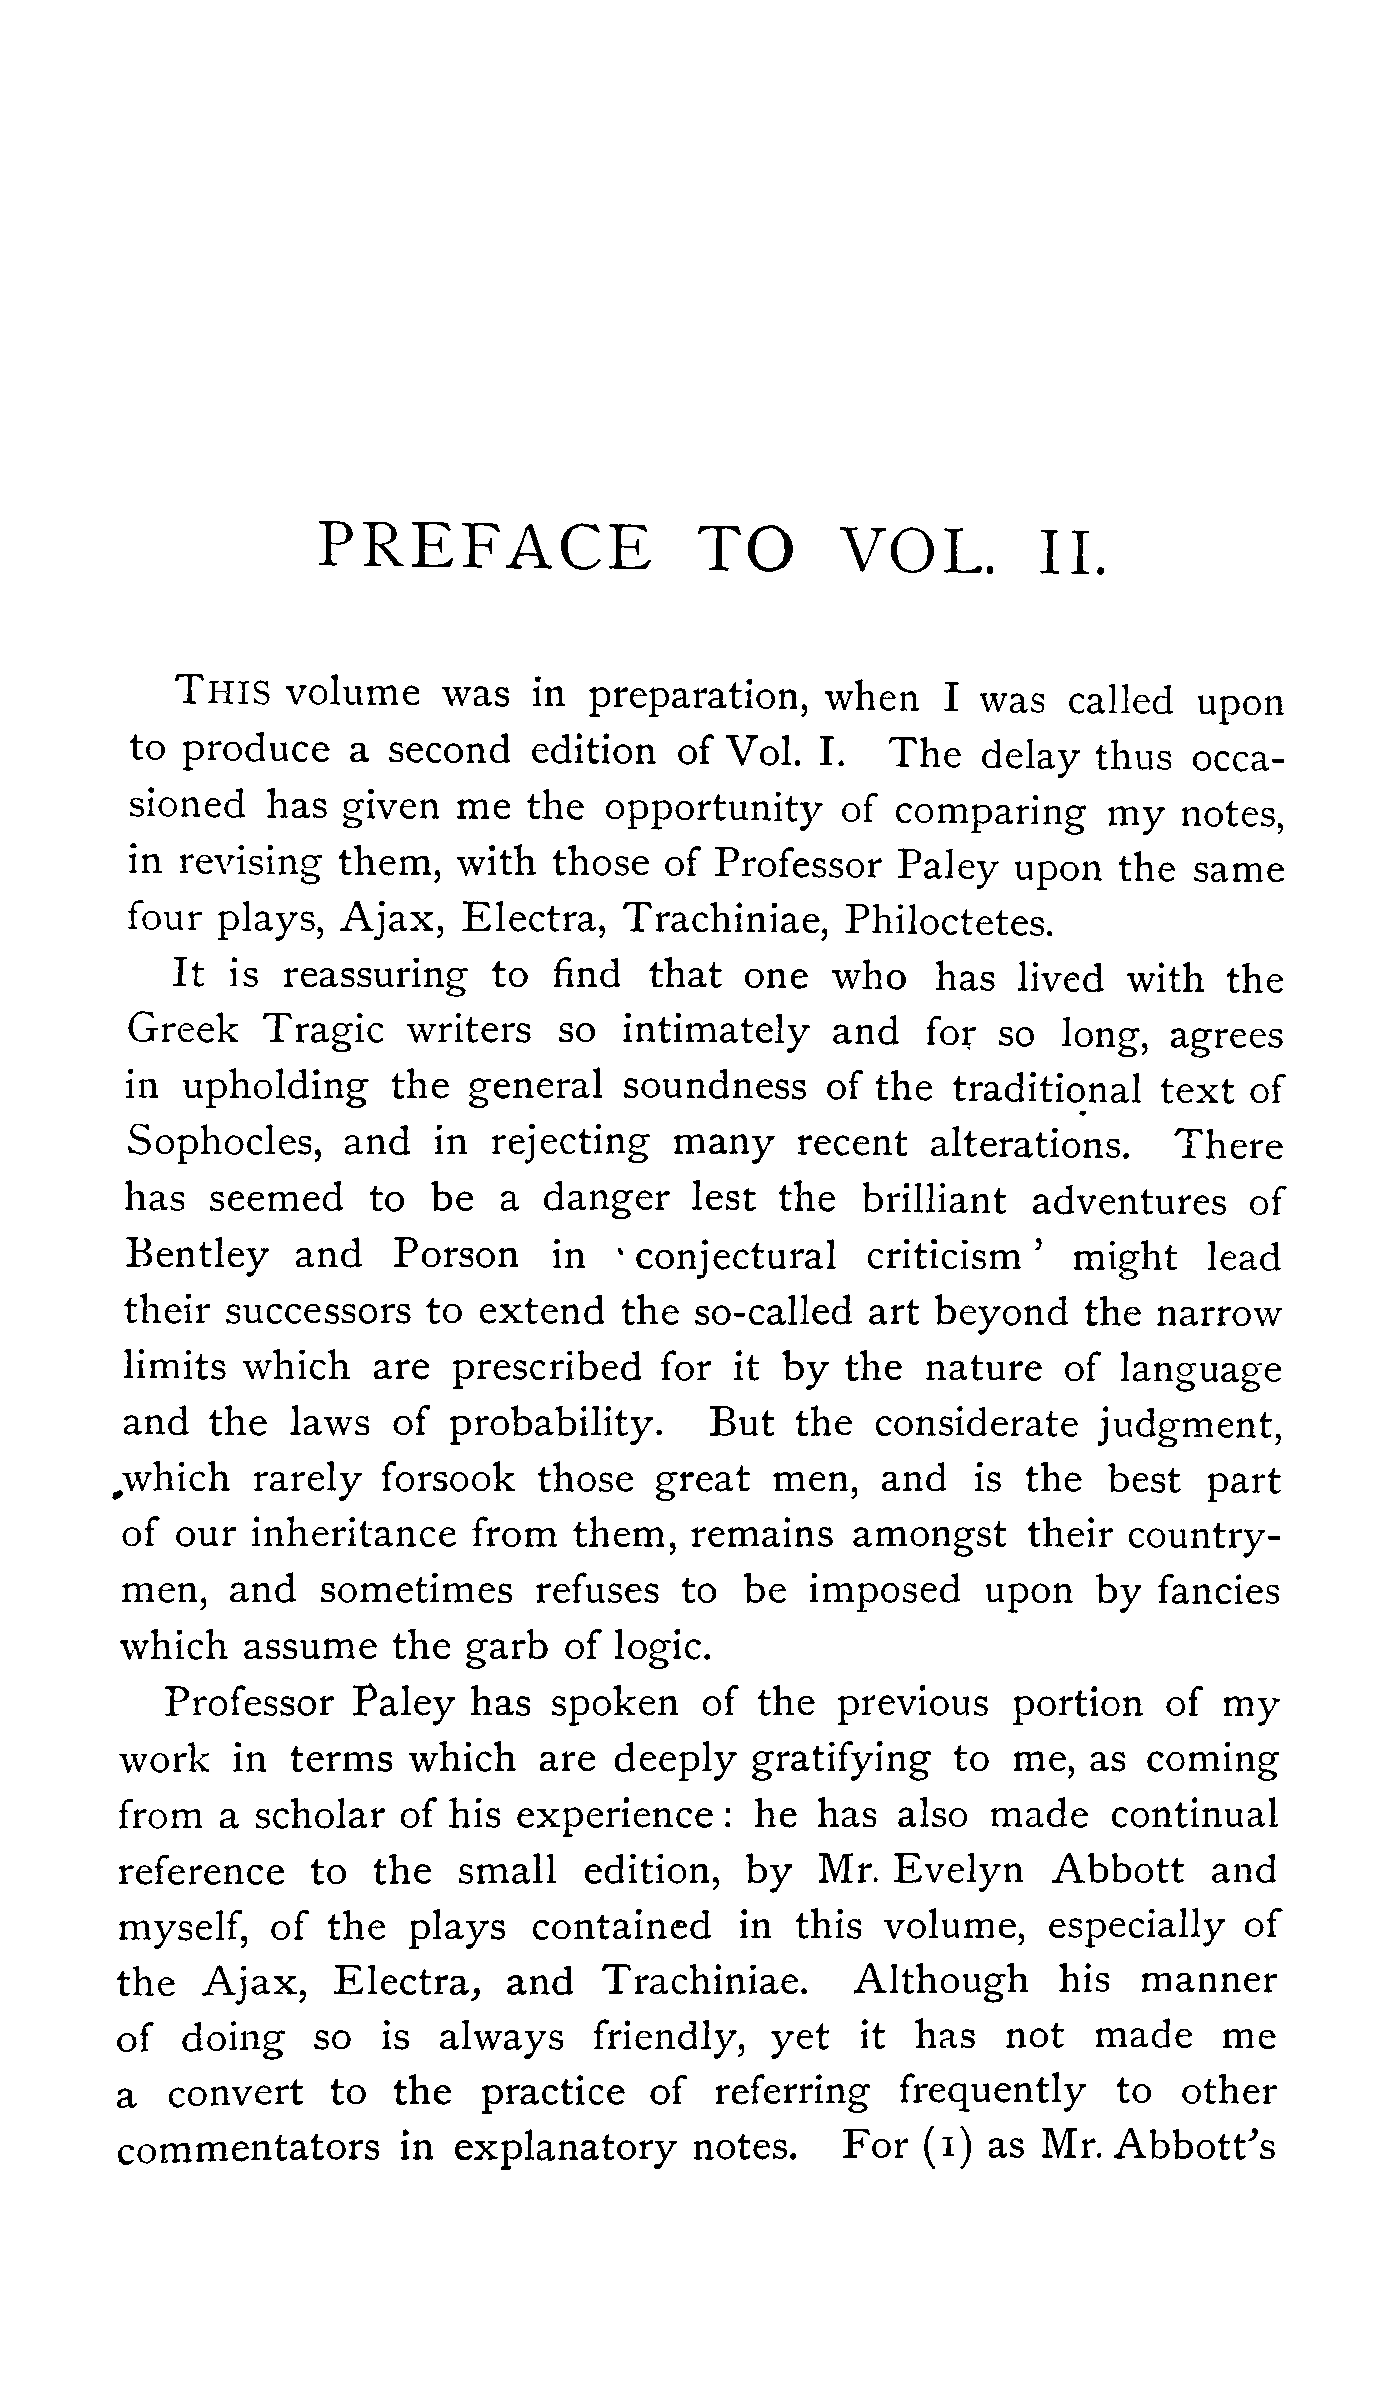 PREFACE TO VOL. II.
THIS volume was in preparation, when I was called upon
to produce a second edition of Vol. I. The delay thus occa-
sioned has given me the opportunity of comparing my notes,
in revising them, with those of Professor Paley upon the same
four plays, Ajax, Electra, Trachiniae, Philoctetes.
It is reassuring to find that one who has lived with the
Greek Tragic writers so intimately and for so long, agrees
in upholding the general soundness of the traditional text of
Sophocles, and in rejecting many recent alterations. There
has seemed to be a danger lest the brilliant adventures of
Bentley and Porson in ‘conjectural criticism’ might lead
their successors to extend the so-called art beyond the narrow
limits which are prescribed for it by the nature of language
and the laws of probability. But the considerate judgment,
which rarely forsook those great men, and is the best part
of our inheritance from them, remains amongst their country-
men, and sometimes refuses to be imposed upon by fancies
which assume the garb of logic.
Professor Paley has spoken of the previous portion of my
work in terms which are deeply gratifying to me, as coming
from a scholar of his experience: he has also made continual
reference to the small edition, by Mr. Evelyn Abbott and
myself, of the plays contained in this volume, especially of
the Ajax, Electra, and Trachiniae. Although his manner
of doing so is always friendly, yet it has not made me
a convert to the practice of referring frequently to other
commentators in explanatory notes. For (1) as Mr. Abbott's